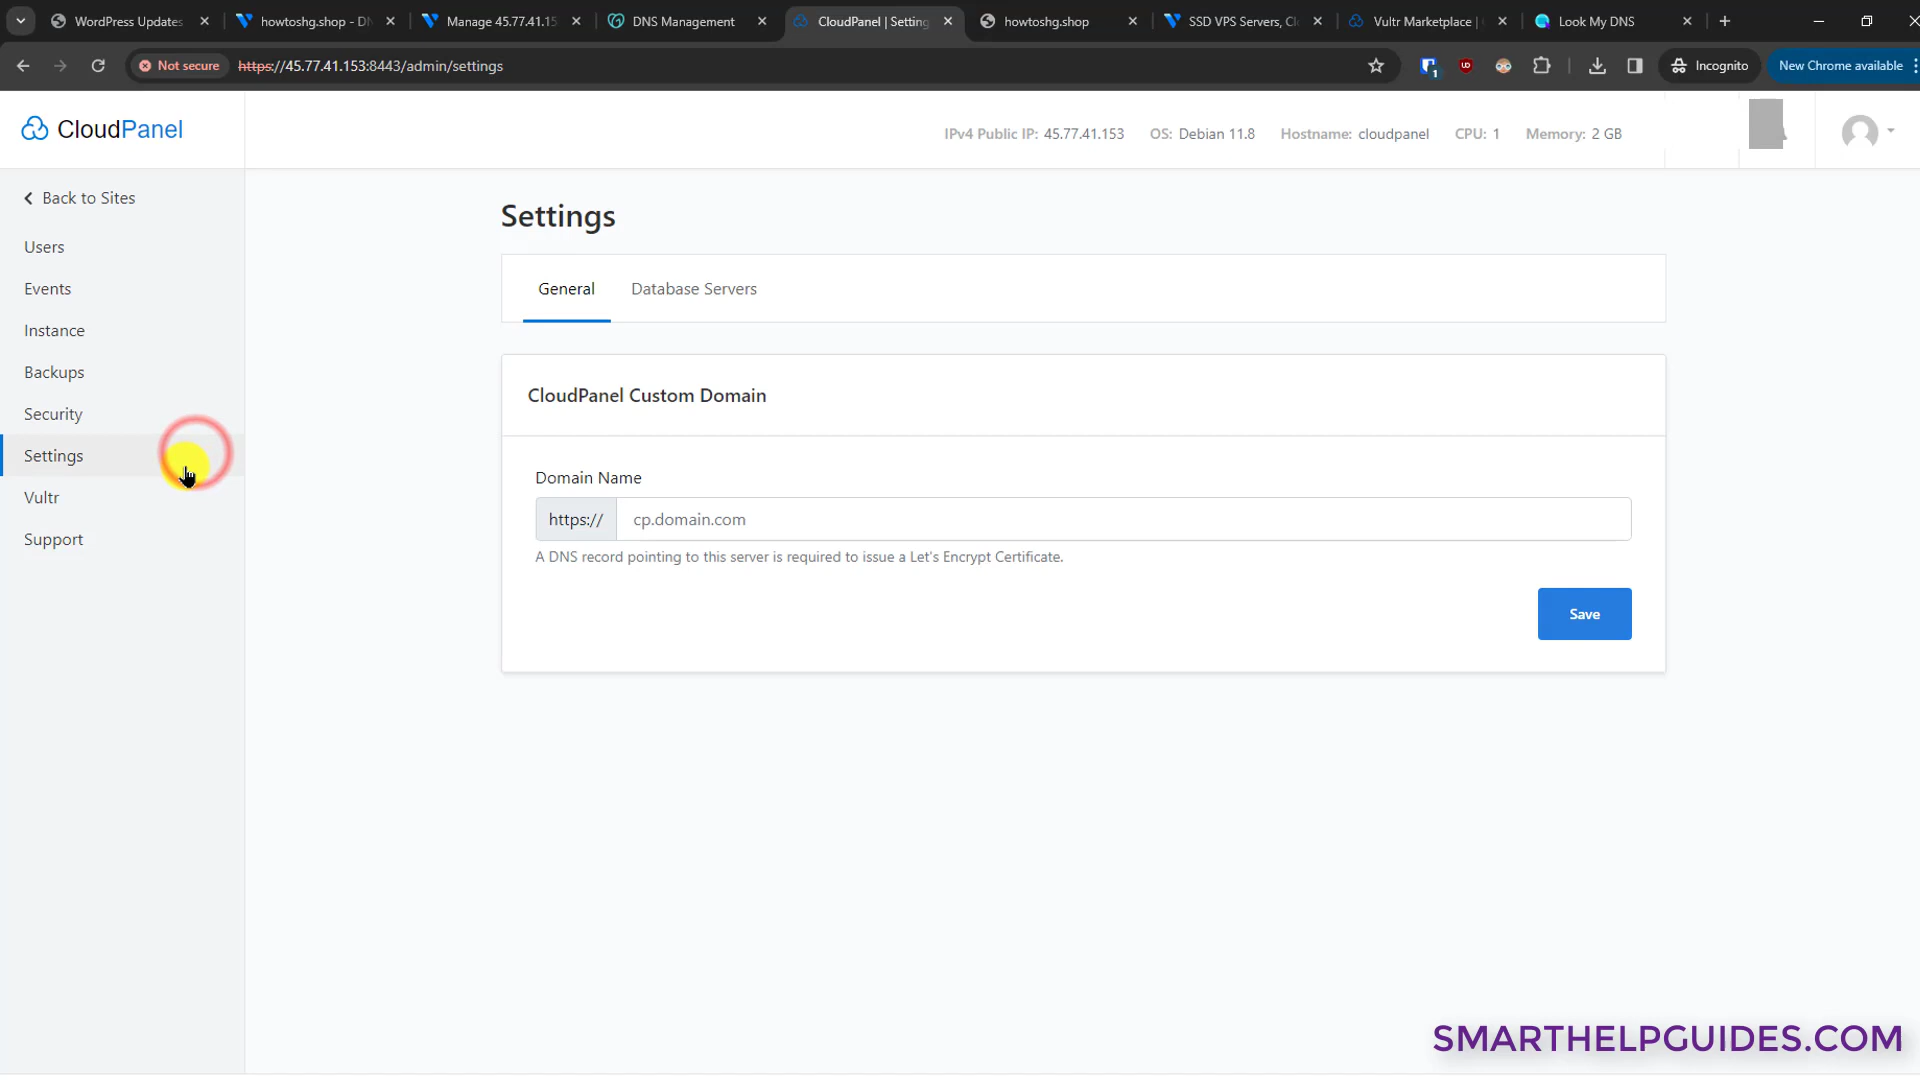 WordPress Updates
howtoshg.shop - DN
Manage 45.77.41.15
DNS Management
CloudPanel | Setting
howtoshg.shop
SSD VPS Servers, Cl
Vultr Marketplace |
Look My DNS
Not secure
https://45.77.41.153:8443/admin/settings
1
Incognito
New Chrome available
CloudPanel
IPv4 Public IP: 45.77.41.153
OS: Debian 11.8
Hostname: cloudpanel
CPU: 1
Memory: 2 GB
Back to Sites
Users
Events
Instance
Backups
Security
Settings
Vultr
Support
Settings
General
Database Servers
CloudPanel Custom Domain
Domain Name
https://
cp.domain.com
A DNS record pointing to this server is required to issue a Let's Encrypt Certificate.
Save
SMARTHELPGUIDES.COM